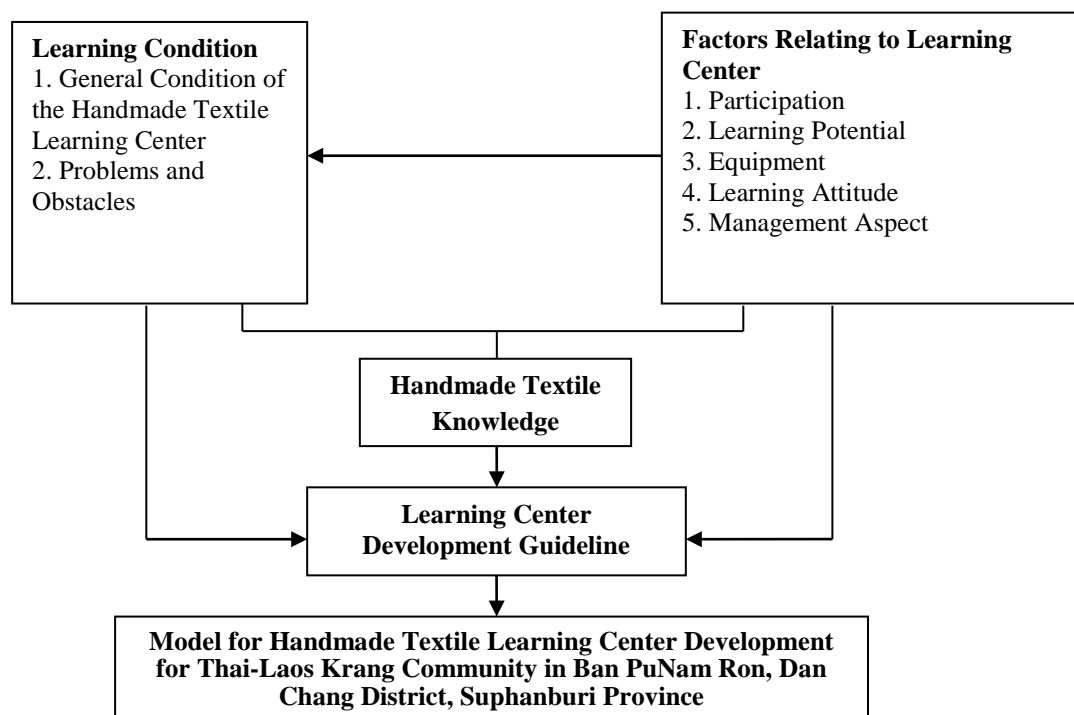 Learning Condition
1. General Condition of
the Handmade Textile
Learning Center
2. Problems and
Obstacles
Factors Relating to Learning
Center
1. Participation
2. Learning Potential
3. Equipment
4. Learning Attitude
5. Management Aspect
Handmade Textile
Knowledge
Learning Center
Development Guideline
Model for Handmade Textile Learning Center Development
for Thai-Laos Krang Community in Ban PuNam Ron, Dan
Chang District, Suphanburi Province